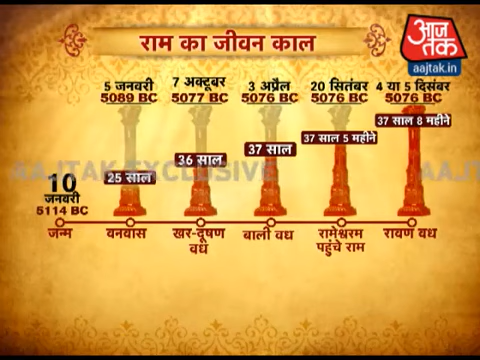 राम का जीवन काल
आज तक
aajtak.in
5 जनवरी
5089 BC
7 अक्टूबर
5077 BC
3 अप्रैल
5076 BC
20 सितंबर
5076 BC
4 या 5 दिसंबर
5076 BC
37 साल 8 महीने
37 साल 5 महीने
37 साल
36 साल
25 साल
AAJTAK EXCLUSIVE
AAJTA
10
जनवरी
5114 BC
जन्म
वनवास
खर-दूषण
वध
बाली वध
रामेश्वरम
पहुंचे राम
रावण वध